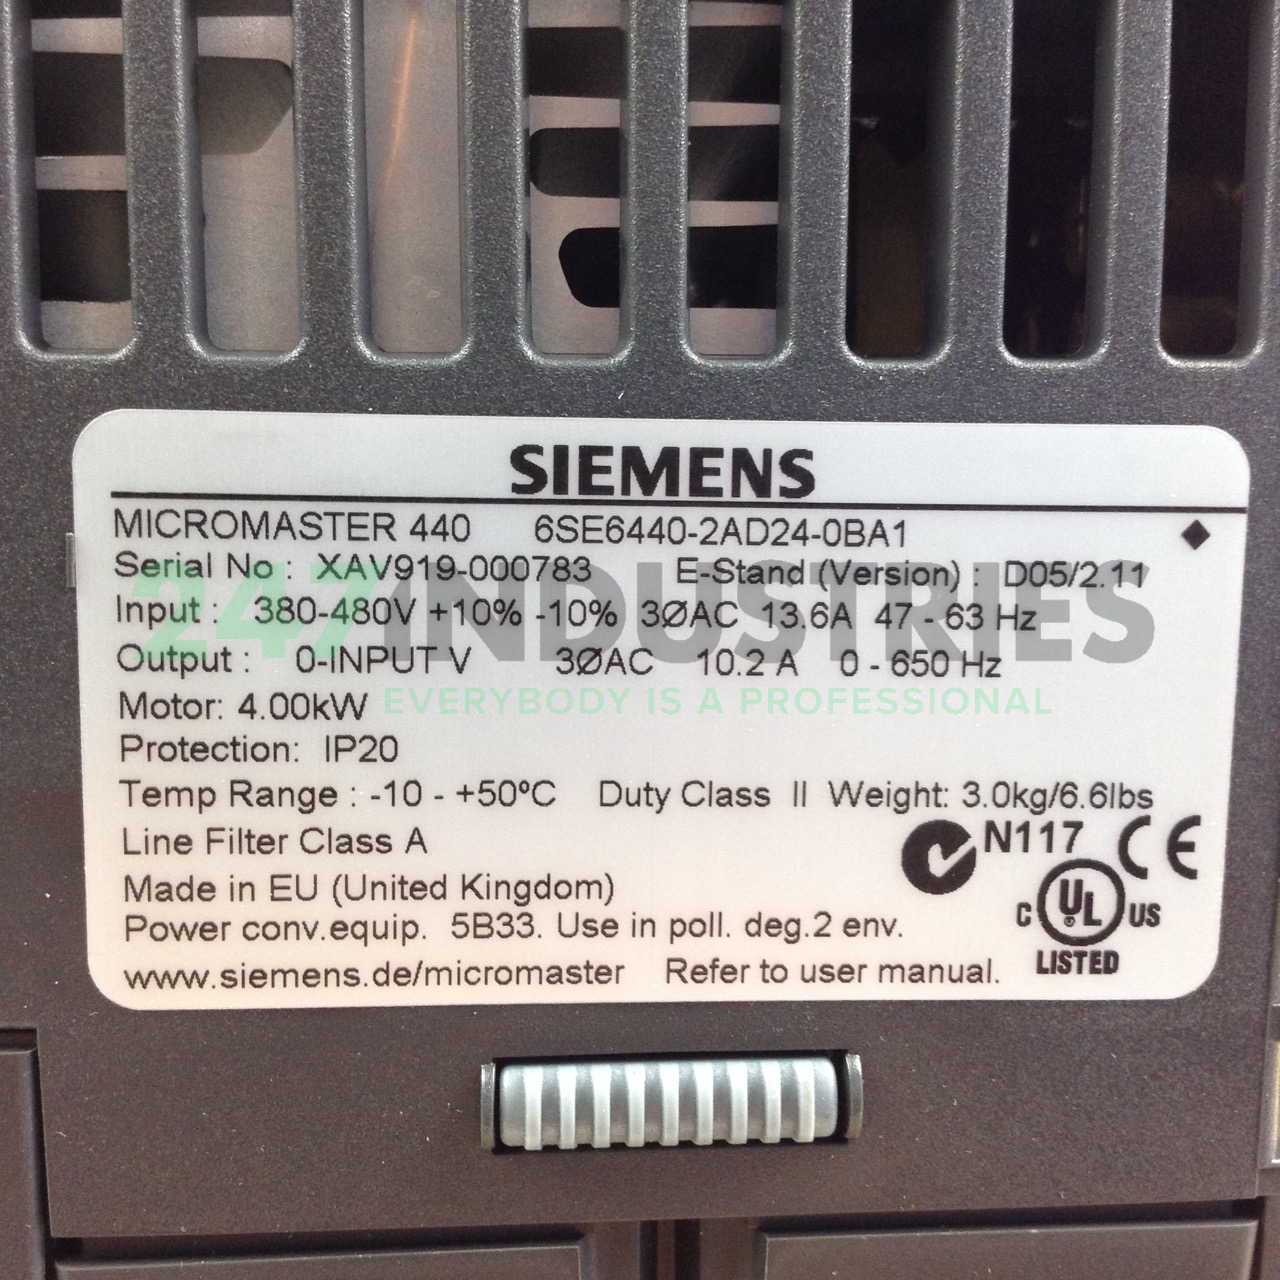 SIEMENS
MICROMASTER 440 6SE6440-2AD24-0BA1
Serial No : XAV919-000783 E-Stand (Version) : D05/2.11
Input : 380-480V +10% -10% 3ØAC 13.6A 47 - 63 Hz
247INDUSTRIES
Output : 0-INPUT V 3ØAC 10.2 A 0 - 650 Hz
Motor: 4.00kW
EVERYBODY IS A PROFESSIONAL
Protection: IP20
Temp Range : -10 - +50ºC Duty Class II Weight: 3.0kg/6.6lbs
Line Filter Class A
N117 CE
Made in EU (United Kingdom)
C UL US
LISTED
Power conv.equip. 5B33. Use in poll. deg.2 env.
www.siemens.de/micromaster Refer to user manual.